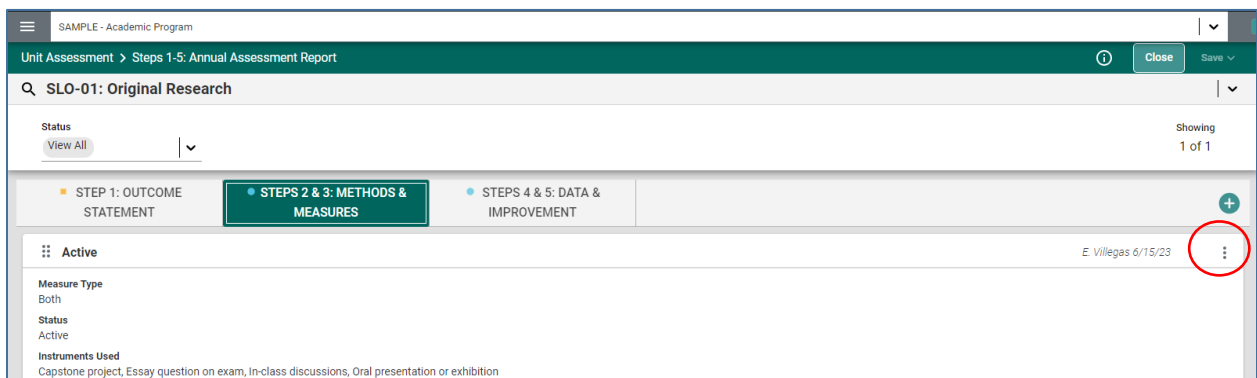 SAMPLE - Academic Program
Unit Assessment > Steps 1-5: Annual Assessment Report
Close
Save
SLO-01: Original Research
Status
View All
Showing
1 of 1
STEP 1: OUTCOME
STATEMENT
STEPS 2 & 3: METHODS &
MEASURES
STEPS 4 & 5: DATA &
IMPROVEMENT
Active
E. Villegas 6/15/23
Measure Type
Both
Status
Active
Instruments Used
Capstone project, Essay question on exam, In-class discussions, Oral presentation or exhibition